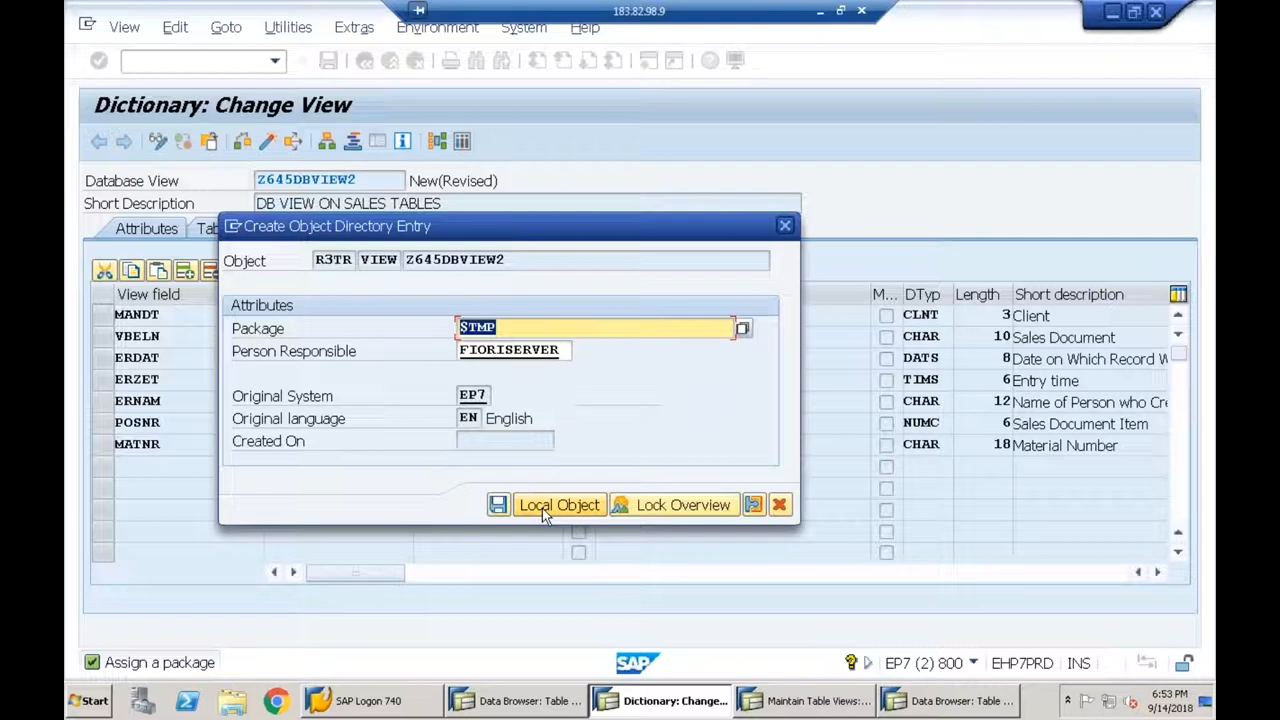 183.82.98.9
View Edit Goto Utilities Extras Environment System Help
Dictionary: Change View
Database View Z645DBVIEW2 New(Revised)
Short Description DB VIEW ON SALES TABLES
Attributes
Create Object Directory Entry
Object R3TR VIEW Z645DBVIEW2
Attributes
Package $TMP
Person Responsible FIORISERVER
Original System EP7
Original language EN English
Created On
Local Object Lock Overview
View field M... DTyp Length Short description
MANDT CLNT 3 Client
VBELN CHAR 10 Sales Document
ERDAT DATS 8 Date on Which Record
ERZET TIMS 6 Entry time
ERNAM CHAR 12 Name of Person who
POSNR NUMC 6 Sales Document Item
MATNR CHAR 18 Material Number
Assign a package SAP EP7 (2) 800 EHP7PRD INS
Start SAP Logon 740 Data Browser: Table ... Dictionary: Change... Maintain Table Views:... Data Browser: Table ... 6:53 PM
9/14/2018